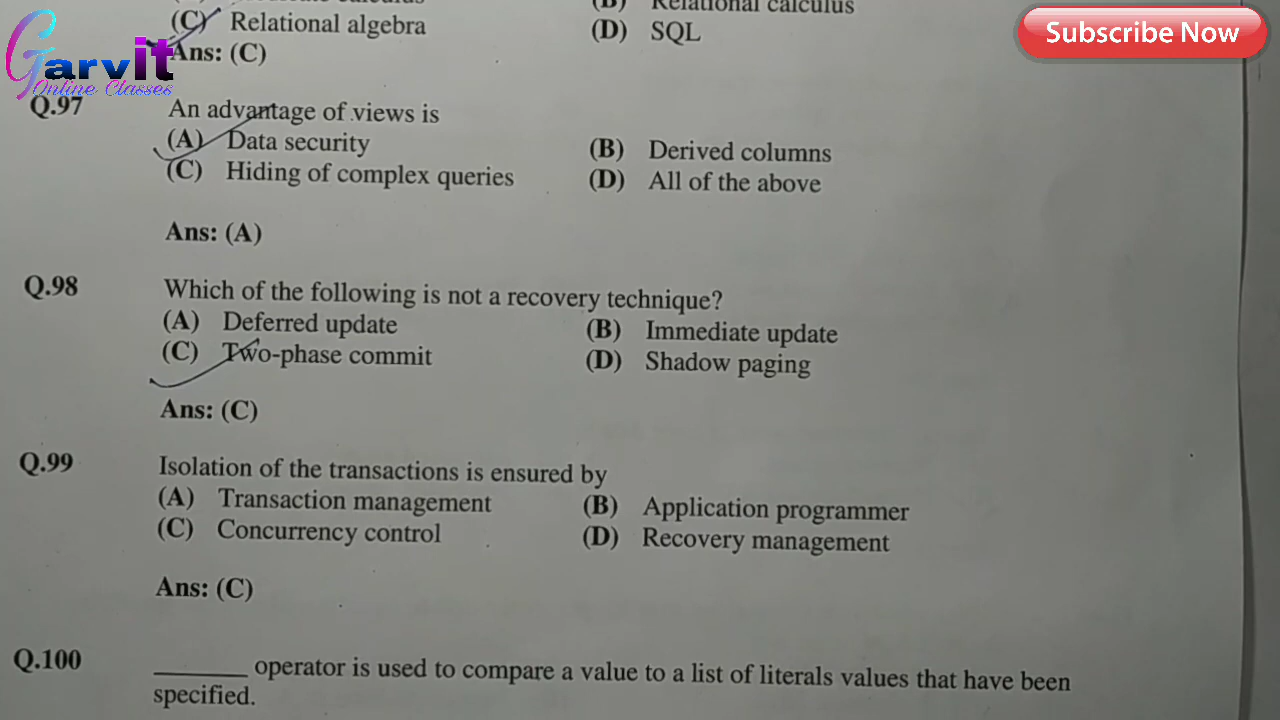 (B) Relational calculus
(C) Relational algebra (D) SQL
Ans: (C)
Garvit
Online Classes
Subscribe Now
Q.97 An advantage of views is
(A) Data security (B) Derived columns
(C) Hiding of complex queries (D) All of the above
Ans: (A)
Q.98 Which of the following is not a recovery technique?
(A) Deferred update (B) Immediate update
(C) Two-phase commit (D) Shadow paging
Ans: (C)
Q.99 Isolation of the transactions is ensured by
(A) Transaction management (B) Application programmer
(C) Concurrency control (D) Recovery management
Ans: (C)
Q.100 ______ operator is used to compare a value to a list of literals values that have been
specified.